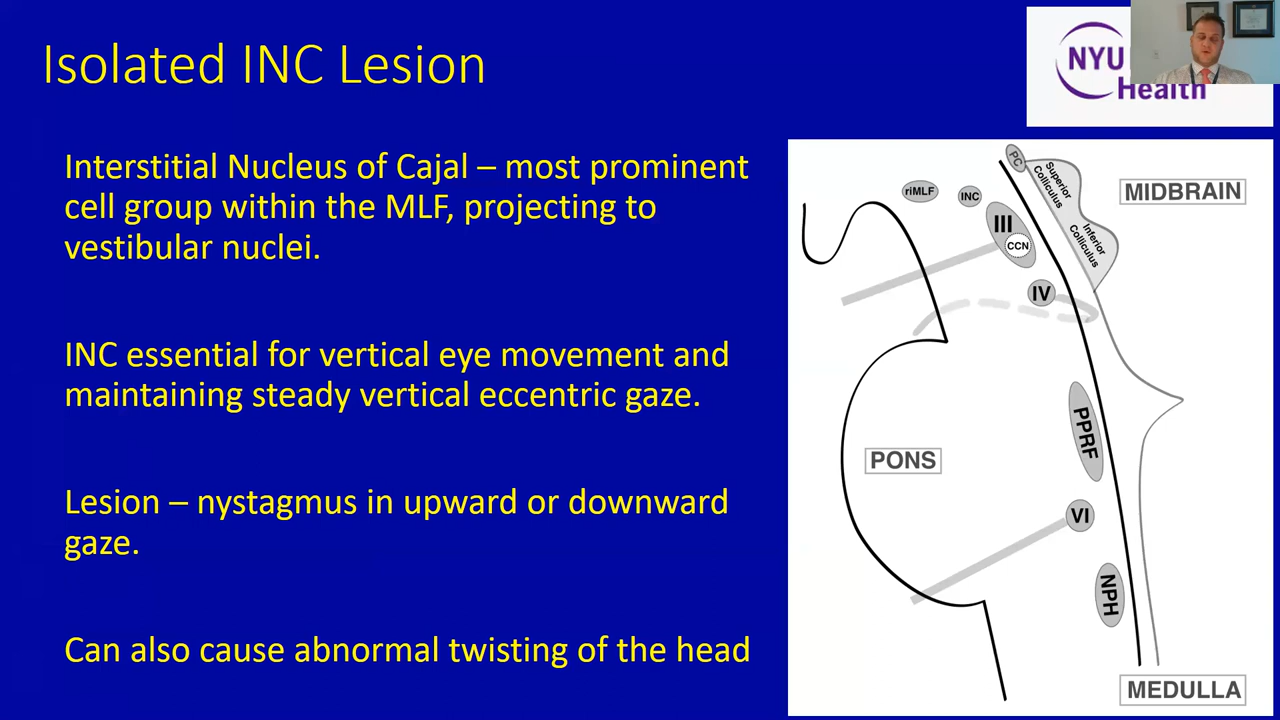 Isolated INC Lesion
NYU
Health
Interstitial Nucleus of Cajal – most prominent
cell group within the MLF, projecting to
vestibular nuclei.
INC essential for vertical eye movement and
maintaining steady vertical eccentric gaze.
Lesion – nystagmus in upward or downward
gaze.
Can also cause abnormal twisting of the head
PC
Superior
Colliculus
MIDBRAIN
riMLF
INC
III
CCN
Inferior
Colliculus
IV
PPRF
PONS
VI
NPH
MEDULLA